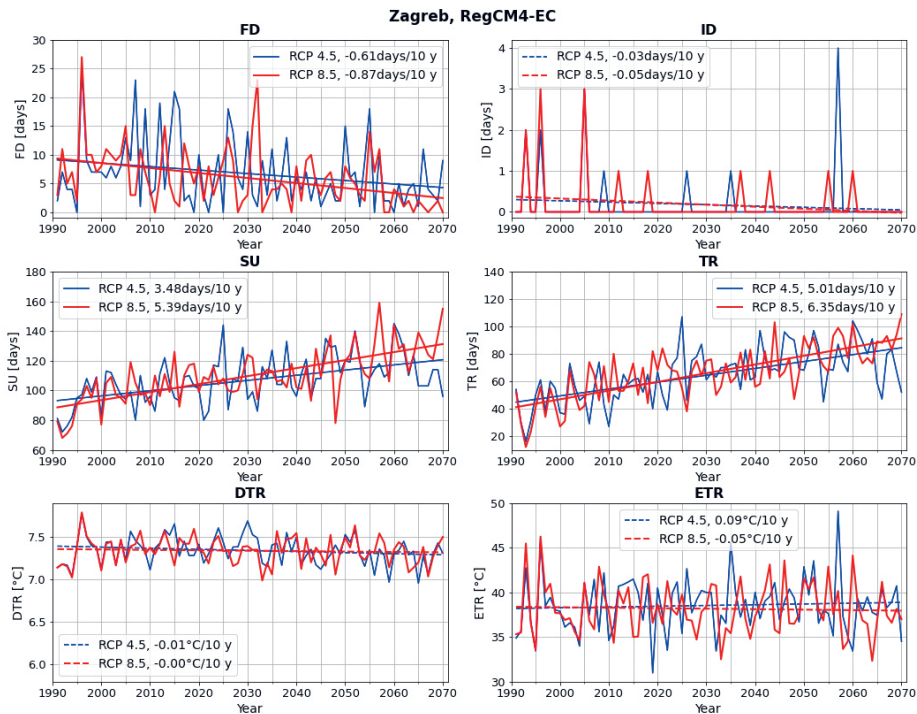 Zagreb, RegCM4-EC
FD
30
25
20
15
10
5
0
FD [days]
RCP 4.5, -0.61days/10 y
RCP 8.5, -0.87days/10 y
1990 2000 2010 2020 2030 2040 2050 2060 2070
Year
ID
4
3
2
1
0
ID [days]
RCP 4.5, -0.03days/10 y
RCP 8.5, -0.05days/10 y
1990 2000 2010 2020 2030 2040 2050 2060 2070
Year
SU
180
160
140
120
100
80
60
SU [days]
RCP 4.5, 3.48days/10 y
RCP 8.5, 5.39days/10 y
1990 2000 2010 2020 2030 2040 2050 2060 2070
Year
TR
140
120
100
80
60
40
20
TR [days]
RCP 4.5, 5.01days/10 y
RCP 8.5, 6.35days/10 y
1990 2000 2010 2020 2030 2040 2050 2060 2070
Year
DTR
7.5
7.0
6.5
6.0
DTR [°C]
RCP 4.5, -0.01°C/10 y
RCP 8.5, -0.00°C/10 y
1990 2000 2010 2020 2030 2040 2050 2060 2070
Year
ETR
50
45
40
35
30
ETR [°C]
RCP 4.5, 0.09°C/10 y
RCP 8.5, -0.05°C/10 y
1990 2000 2010 2020 2030 2040 2050 2060 2070
Year